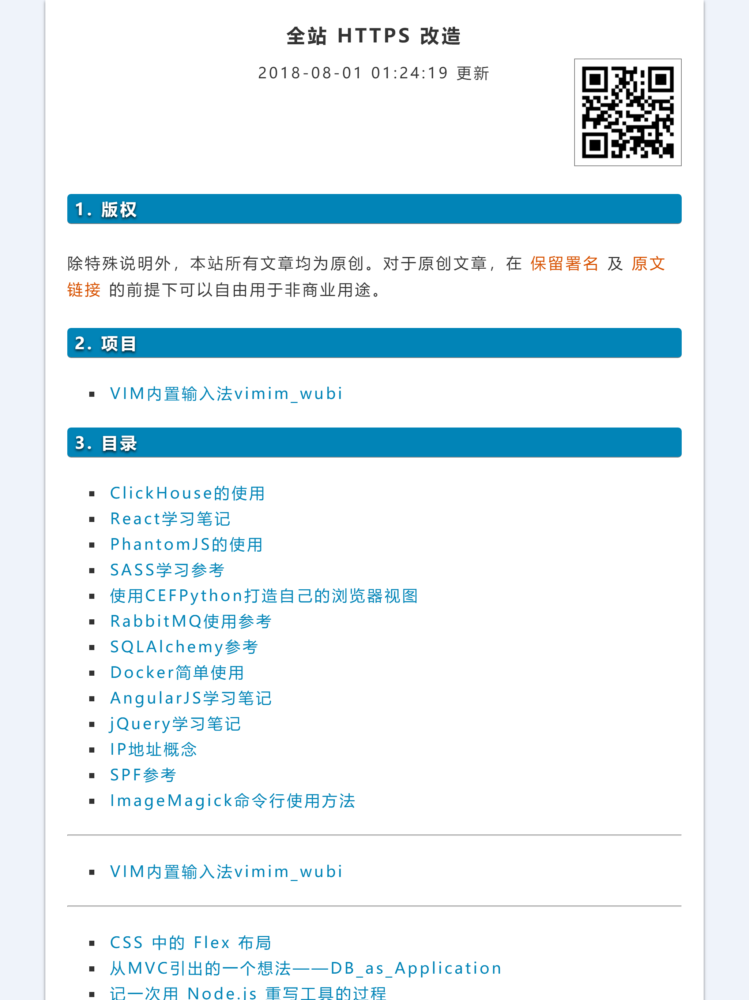 全站 HTTPS 改造
2018-08-01 01:24:19 更新
1. 版权
除特殊说明外，本站所有文章均为原创。对于原创文章，在 保留署名 及 原文
链接 的前提下可以自由用于非商业用途。
2. 项目
VIM内置输入法vimim_wubi
3. 目录
ClickHouse的使用
React学习笔记
PhantomJS的使用
SASS学习参考
使用CEFPython打造自己的浏览器视图
RabbitMQ使用参考
SQLAlchemy参考
Docker简单使用
AngularJS学习笔记
jQuery学习笔记
IP地址概念
SPF参考
ImageMagick命令行使用方法
VIM内置输入法vimim_wubi
CSS 中的 Flex 布局
从MVC引出的一个想法——DB_as_Application
记一次用 Node.js 重写工具的过程